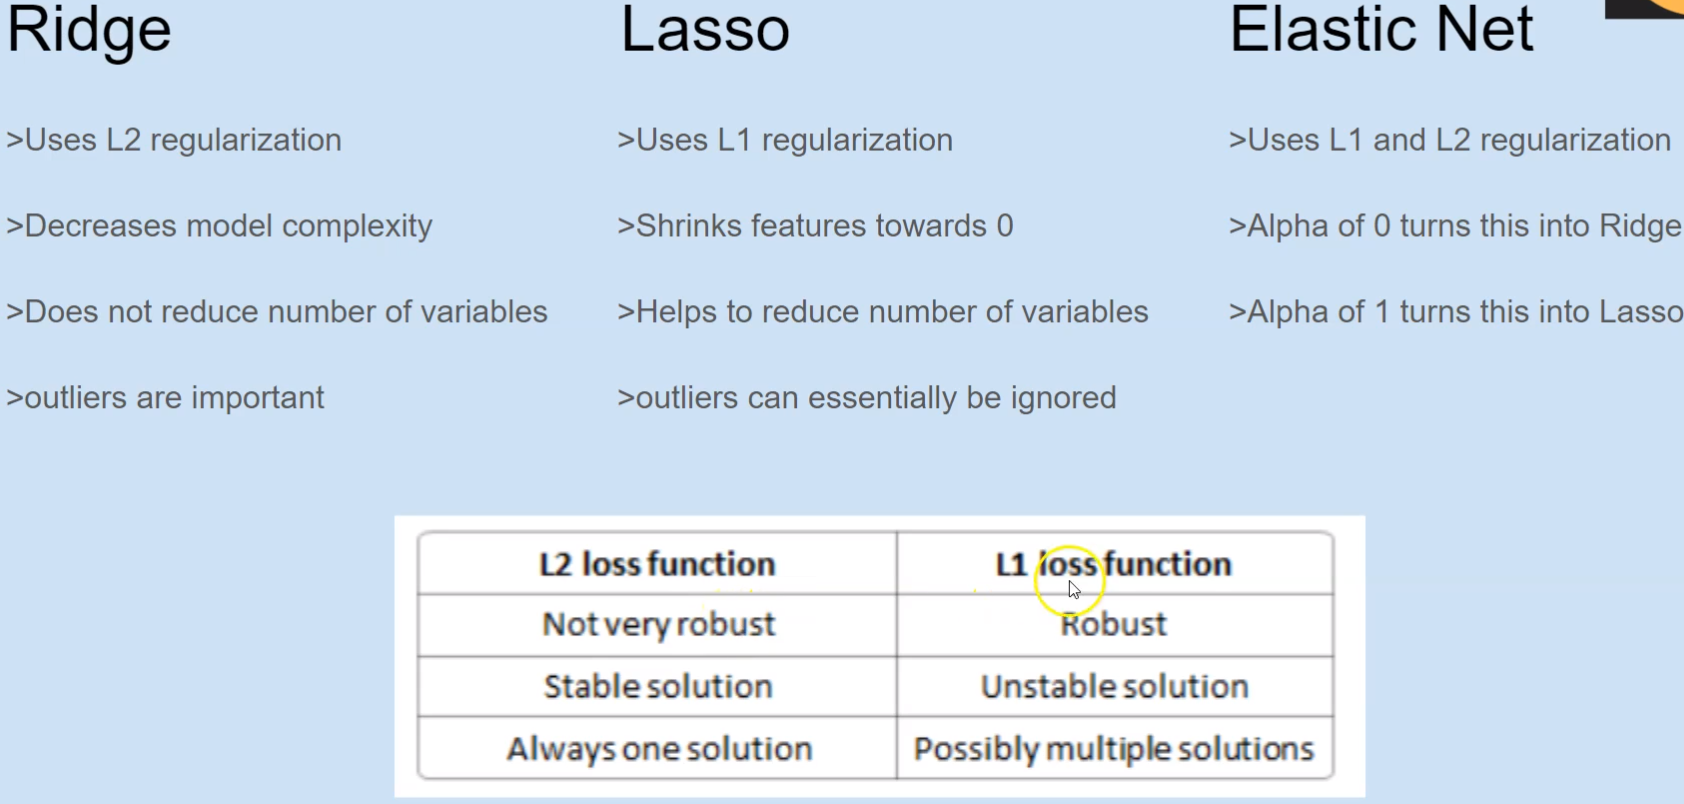 Ridge
>Uses L2 regularization
>Decreases model complexity
>Does not reduce number of variables
>outliers are important
Lasso
>Uses L1 regularization
>Shrinks features towards 0
>Helps to reduce number of variables
>outliers can essentially be ignored
Elastic Net
>Uses L1 and L2 regularization
>Alpha of 0 turns this into Ridge
>Alpha of 1 turns this into Lasso
L2 loss function L1 loss function
Not very robust Robust
Stable solution Unstable solution
Always one solution Possibly multiple solutions